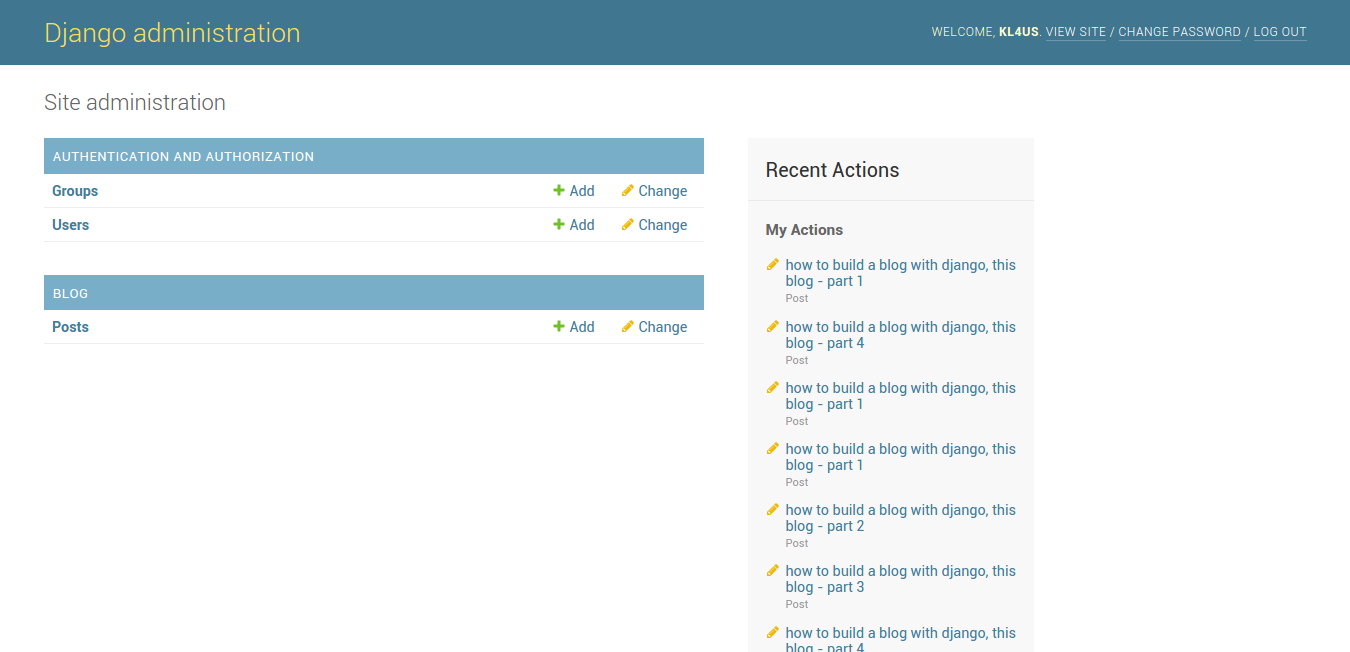 Django administration
WELCOME, KL4US. VIEW SITE / CHANGE PASSWORD / LOG OUT
Site administration
AUTHENTICATION AND AUTHORIZATION
Groups Add Change
Users Add Change
BLOG
Posts Add Change
Recent Actions
My Actions
how to build a blog with django, this
blog - part 1
Post
how to build a blog with django, this
blog - part 4
Post
how to build a blog with django, this
blog - part 1
Post
how to build a blog with django, this
blog - part 1
Post
how to build a blog with django, this
blog - part 2
Post
how to build a blog with django, this
blog - part 3
Post
how to build a blog with django, this
blog - part 4